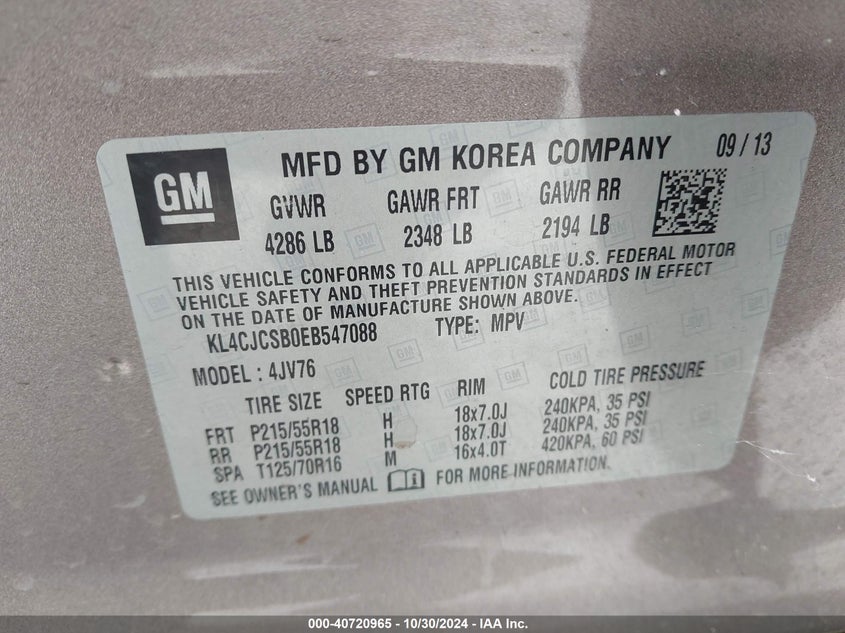 GM
MFD BY GM KOREA COMPANY 09 / 13
GVWR GAWR FRT GAWR RR
4286 LB 2348 LB 2194 LB
THIS VEHICLE CONFORMS TO ALL APPLICABLE U.S. FEDERAL MOTOR
VEHICLE SAFETY AND THEFT PREVENTION STANDARDS IN EFFECT
ON THE DATE OF MANUFACTURE SHOWN ABOVE.
KL4CJCSB0EB547088 TYPE: MPV
MODEL : 4JV76
TIRE SIZE SPEED RTG RIM COLD TIRE PRESSURE
FRT P215/55R18 H 18x7.0J 240KPA, 35 PSI
RR P215/55R18 H 18x7.0J 240KPA, 35 PSI
SPA T125/70R16 M 16x4.0T 420KPA, 60 PSI
SEE OWNER'S MANUAL FOR MORE INFORMATION.
000-40720965 - 10/30/2024 - IAA Inc.